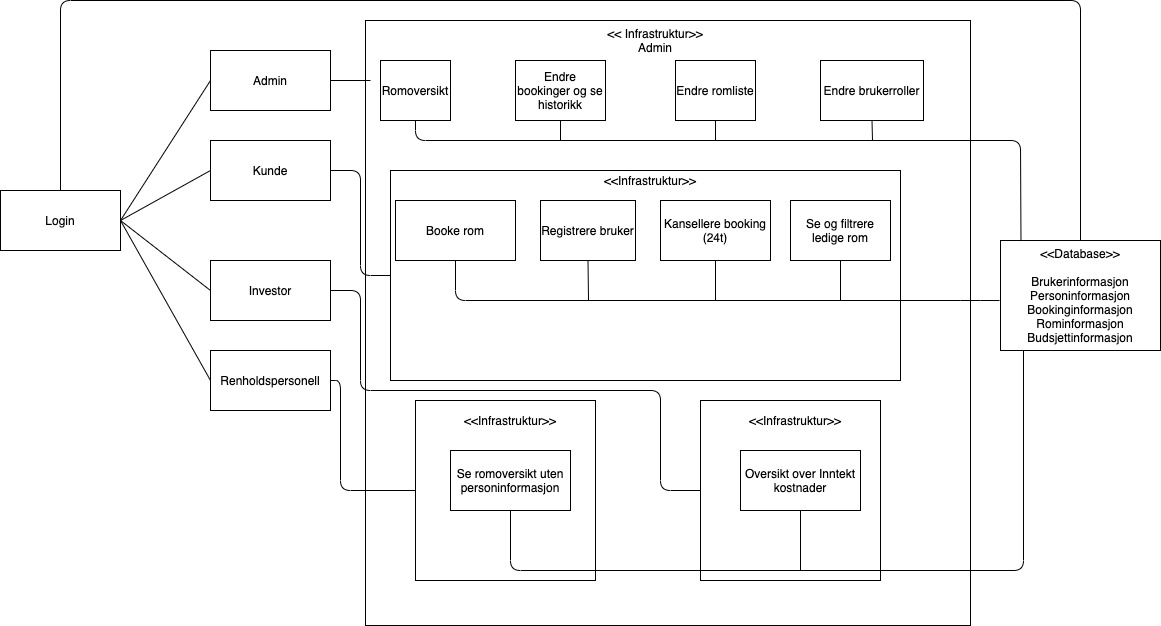 << Infrastruktur>>
Admin
Romoversikt
Endre
bookinger og se
historikk
Endre romliste
Endre brukerroller
Admin
Kunde
Login
Investor
Renholdspersonell
<<Infrastruktur>>
Booke rom
Registrere bruker
Kansellere booking
(24t)
Se og filtrere
ledige rom
<<Database>>
Brukerinformasjon
Personinformasjon
Bookinginformasjon
Rominformasjon
Budsjettinformasjon
<<Infrastruktur>>
Se romoversikt uten
personinformasjon
<<Infrastruktur>>
Oversikt over Inntekt
kostnader